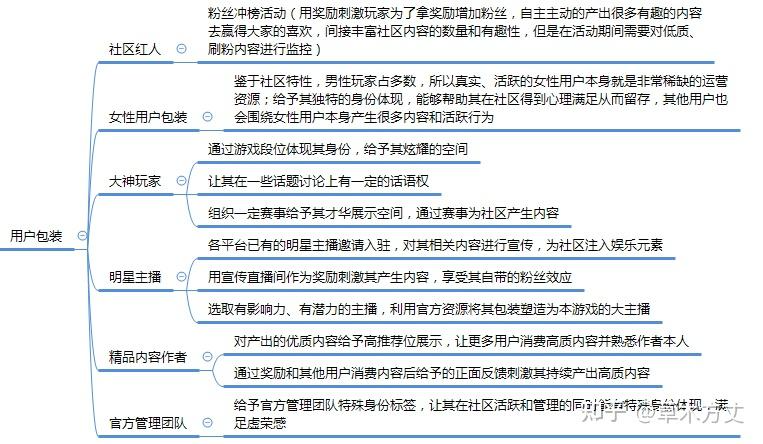 用户包装
社区红人
粉丝冲榜活动（用奖励刺激玩家为了拿奖励增加粉丝，自主主动的产出很多有趣的内容
去赢得大家的喜欢，间接丰富社区内容的数量和有趣性，但是在活动期间需要对低质、
刷粉内容进行监控）
女性用户包装
鉴于社区特性，男性玩家占多数，所以真实、活跃的女性用户本身就是非常稀缺的运营
资源；给予其独特的身份体现，能够帮助其在社区得到心理满足从而留存，其他用户也
会围绕女性用户本身产生很多内容和活跃行为
大神玩家
通过游戏段位体现其身份，给予其炫耀的空间
让其在一些话题讨论上有一定的话语权
组织一定赛事给予其才华展示空间，通过赛事为社区产生内容
明星主播
各平台已有的明星主播邀请入驻，对其相关内容进行宣传，为社区注入娱乐元素
用宣传直播间作为奖励刺激其产生内容，享受其自带的粉丝效应
选取有影响力、有潜力的主播，利用官方资源将其包装塑造为本游戏的大主播
精品内容作者
对产出的优质内容给予高推荐位展示，让更多用户消费高质内容并熟悉作者本人
通过奖励和其他用户消费内容后给予的正面反馈刺激其持续产出高质内容
官方管理团队
给予官方管理团队特殊身份标签，让其在社区活跃和管理的同时能有特殊身份体现，满
足虚荣感
知乎 @草木方丈